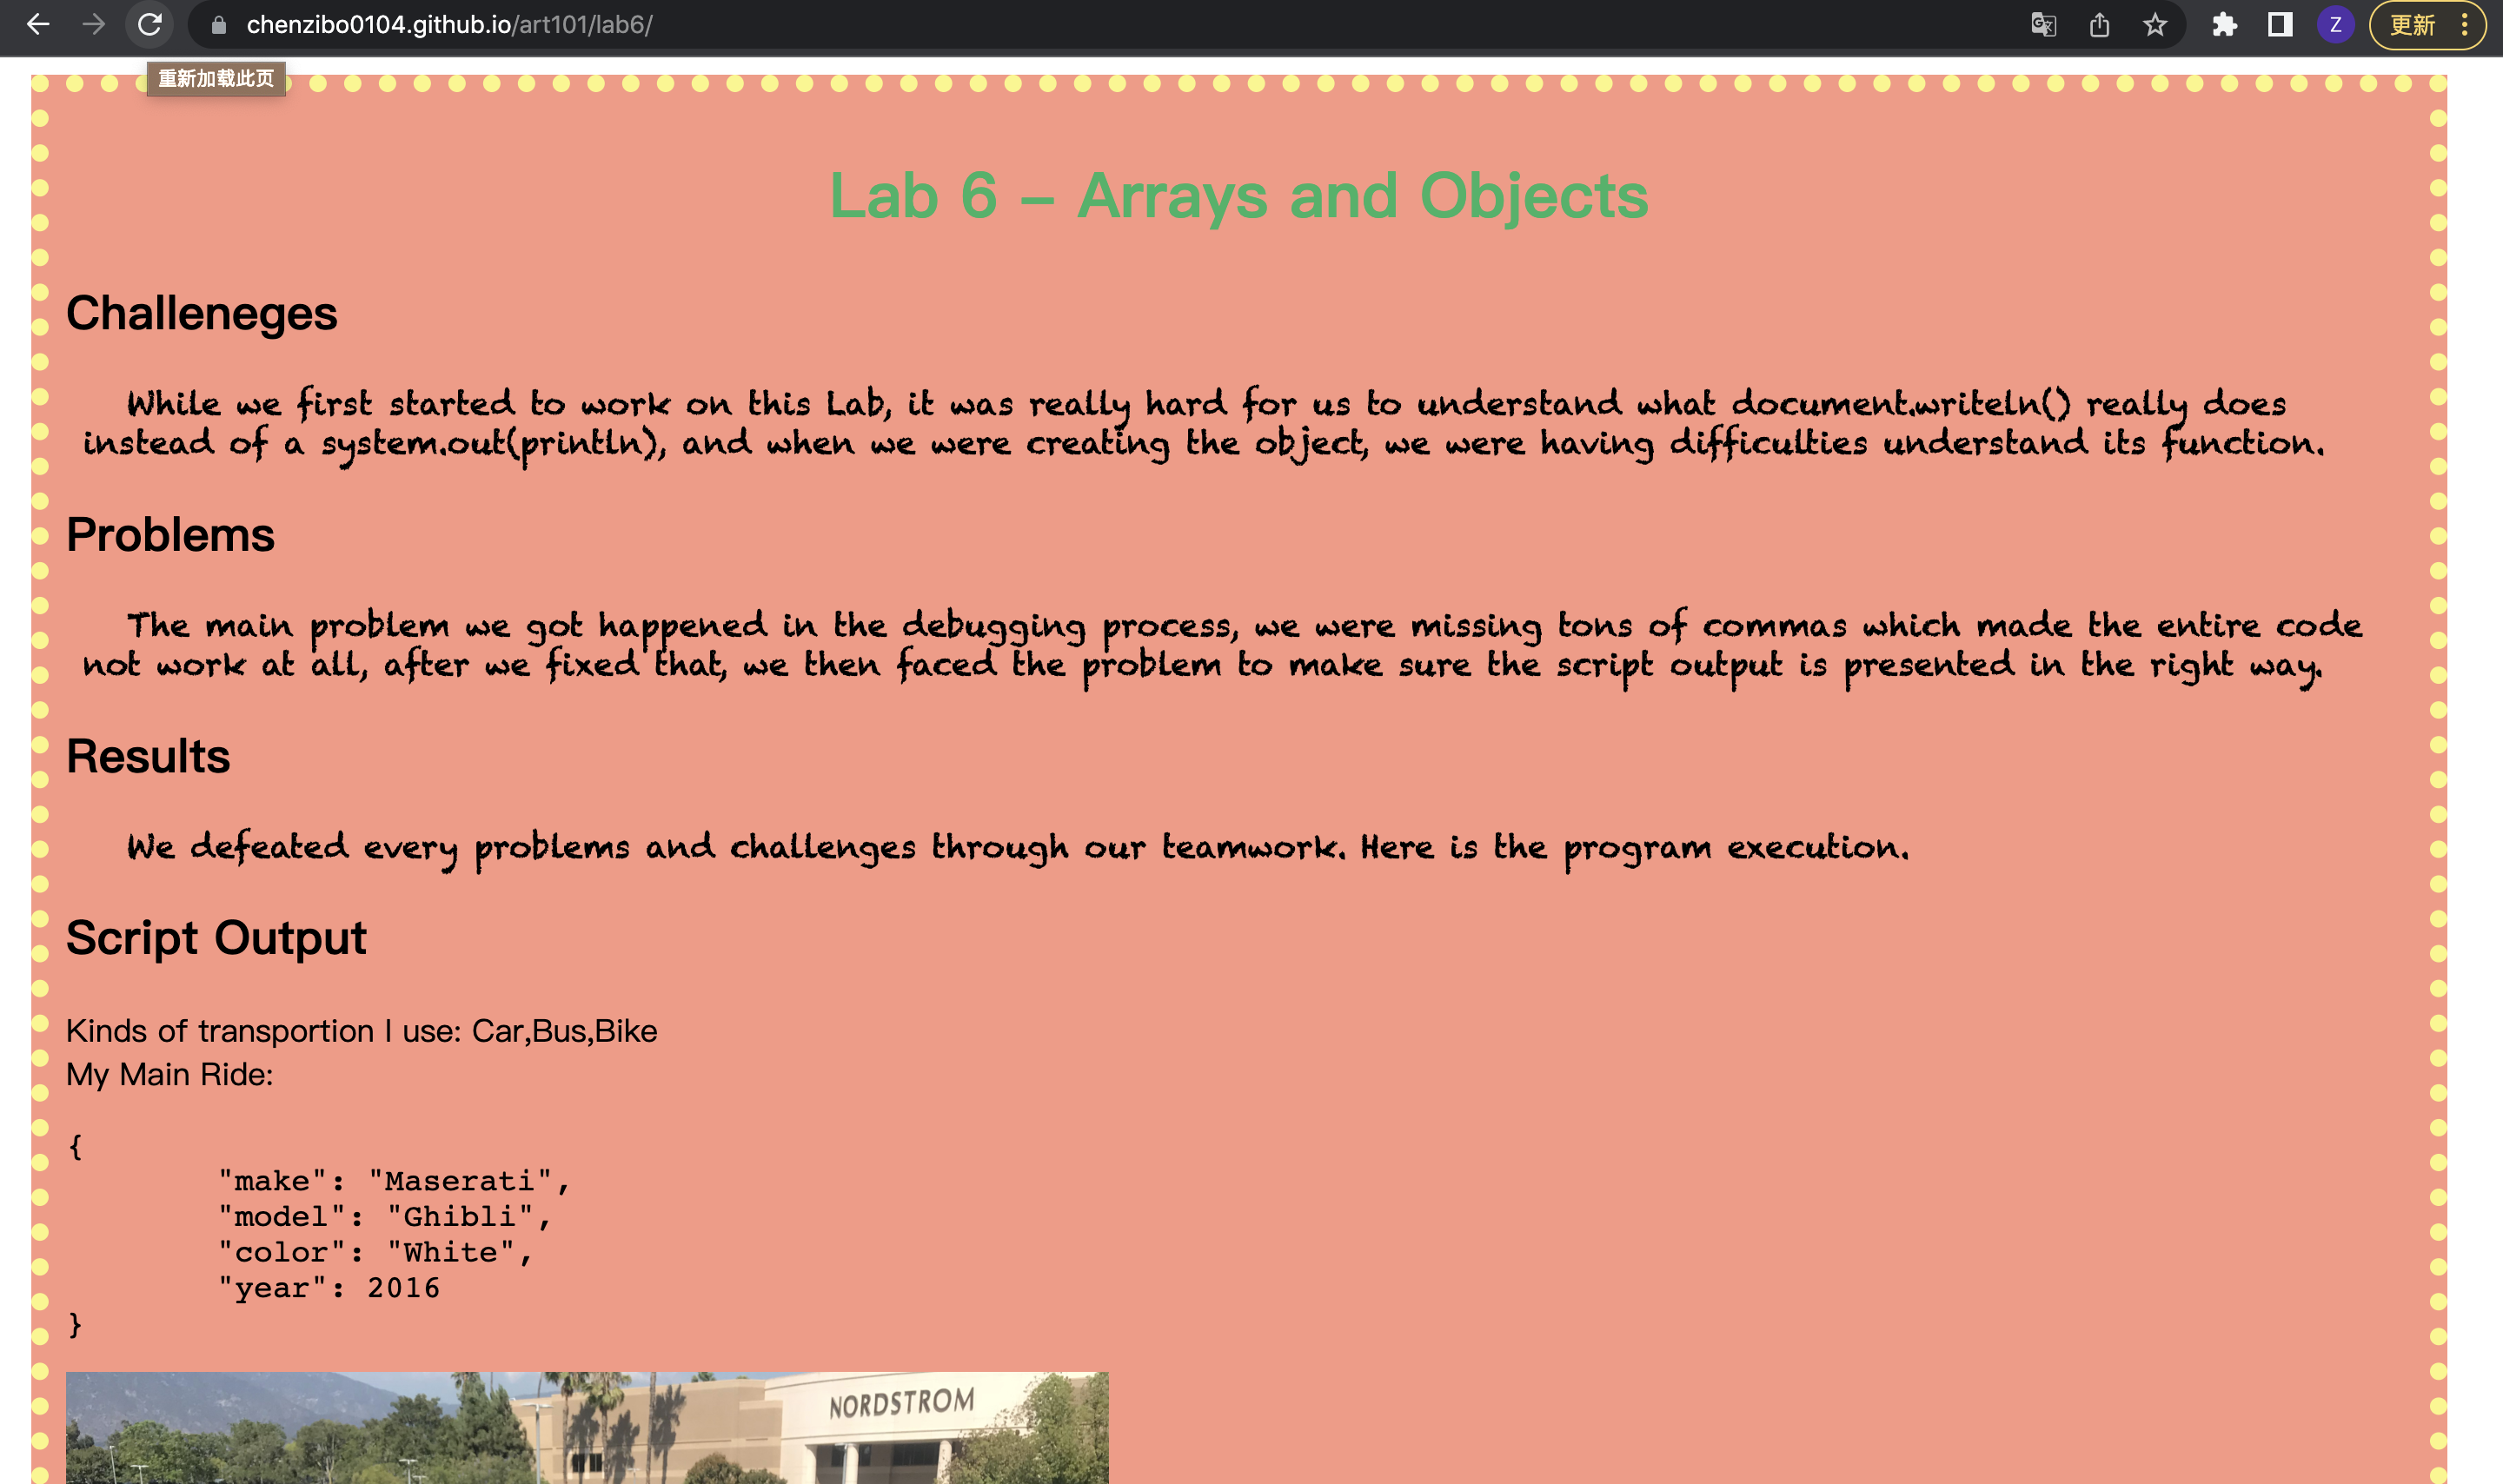 chenzibo0104.github.io/art101/lab6/
Z
更新
重新加载此页
Lab 6 – Arrays and Objects
Challeneges
While we first started to work on this Lab, it was really hard for us to understand what document.writeln() really does
instead of a system.out(println), and when we were creating the object, we were having difficulties understand its function.
Problems
The main problem we got happened in the debugging process, we were missing tons of commas which made the entire code
not work at all, after we fixed that, we then faced the problem to make sure the script output is presented in the right way.
Results
We defeated every problems and challenges through our teamwork. Here is the program execution.
Script Output
Kinds of transportion I use: Car,Bus,Bike
My Main Ride:
{
"make": "Maserati",
"model": "Ghibli",
"color": "White",
"year": 2016
}
NORDSTROM